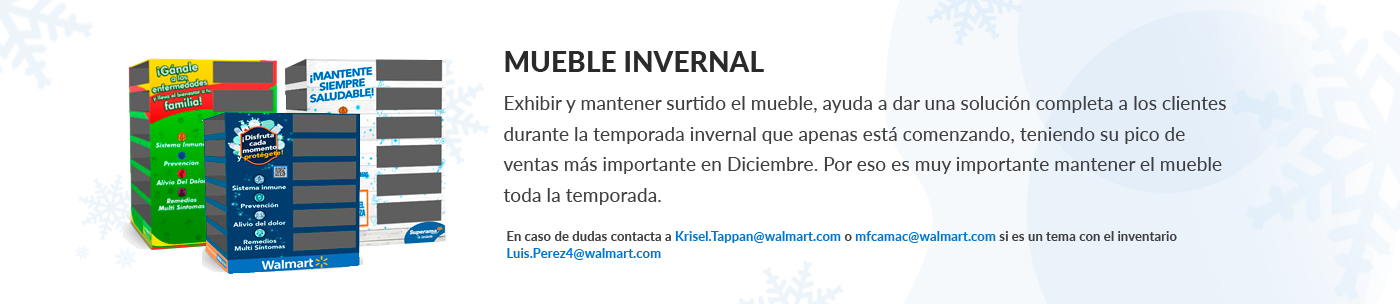 ¡Gánale
a las
enfermedades
y lleva el bienestar a tu
familia!
Sistema Inmune
Prevención
Alivio Del Dolor
Remedios
Multi Síntomas
¡MANTENTE
SIEMPRE
SALUDABLE!
Superama
¡Disfruta
cada
momento
y protégete!
Sistema inmune
Prevención
Alivio del dolor
Remedios
Multi Síntomas
Walmart
MUEBLE INVERNAL
Exhibir y mantener surtido el mueble, ayuda a dar una solución completa a los clientes
durante la temporada invernal que apenas está comenzando, teniendo su pico de
ventas más importante en Diciembre. Por eso es muy importante mantener el mueble
toda la temporada.
En caso de dudas contacta a Krisel.Tappan@walmart.com o mfcamac@walmart.com si es un tema con el inventario
Luis.Perez4@walmart.com